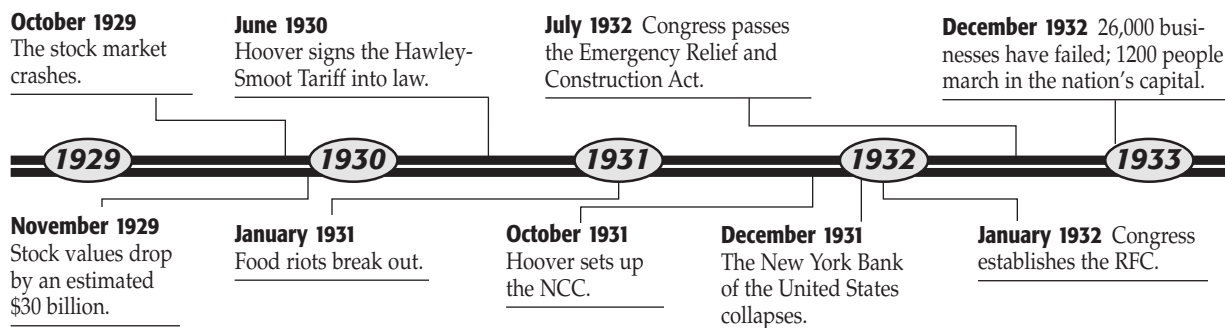 October 1929
The stock market
crashes.
June 1930
Hoover signs the Hawley-
Smoot Tariff into law.
July 1932 Congress passes
the Emergency Relief and
Construction Act.
December 1932 26,000 busi-
nesses have failed; 1200 people
march in the nation's capital.
1929
1930
1931
1932
1933
November 1929
Stock values drop
by an estimated
$30 billion.
January 1931
Food riots break out.
October 1931
Hoover sets up
the NCC.
December 1931
The New York Bank
of the United States
collapses.
January 1932 Congress
establishes the RFC.